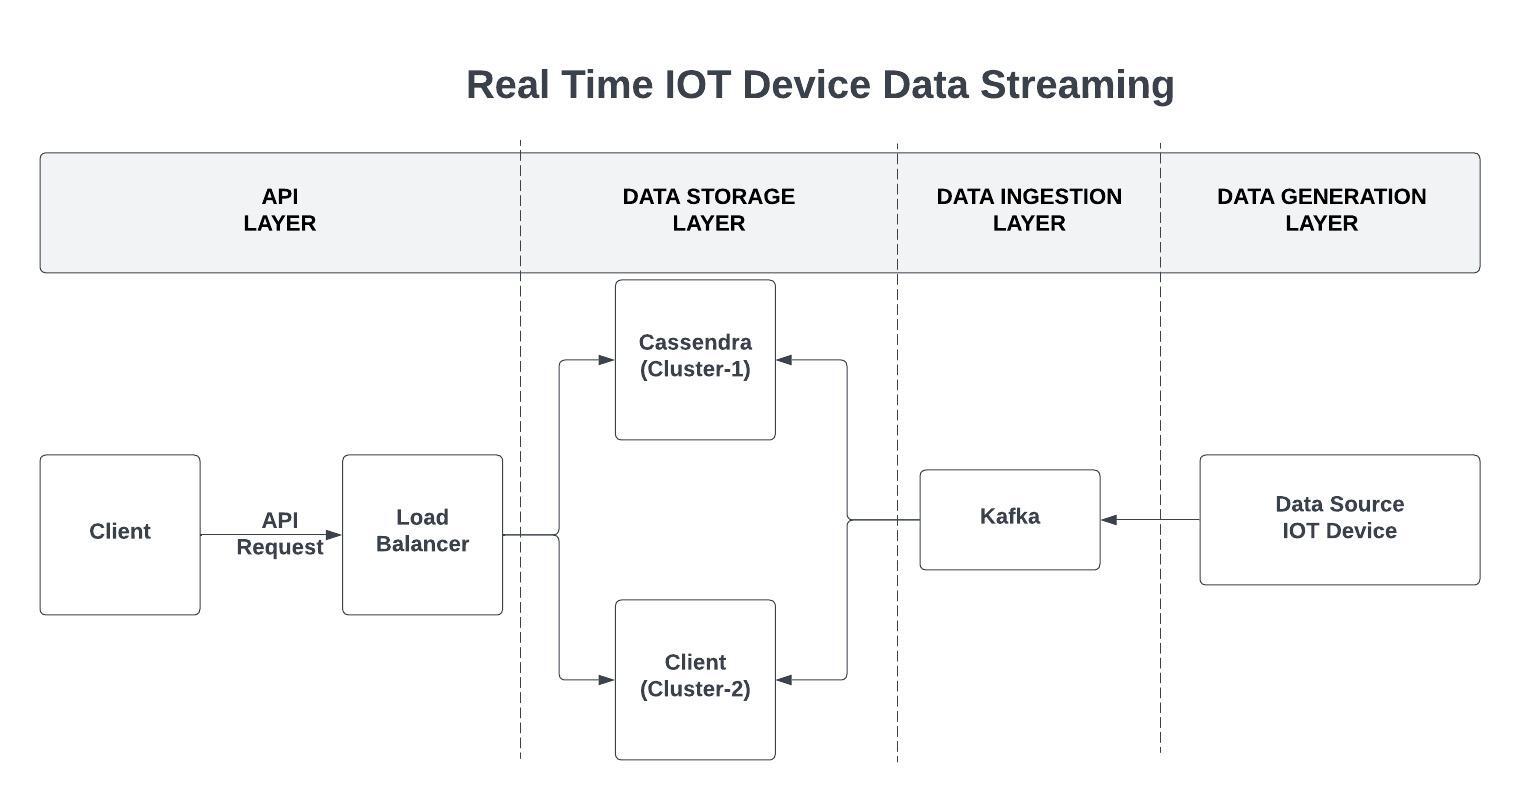 Real Time IOT Device Data Streaming
API
LAYER
DATA STORAGE
LAYER
DATA INGESTION
LAYER
DATA GENERATION
LAYER
Cassendra
(Cluster-1)
Client
API
Request
Load
Balancer
Kafka
Data Source
IOT Device
Client
(Cluster-2)